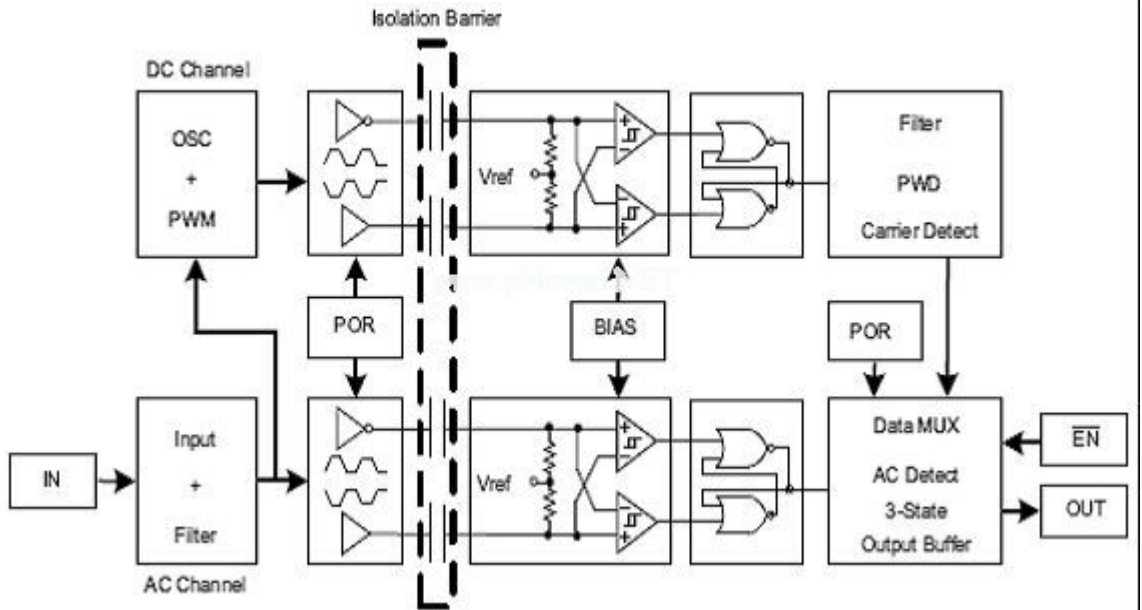 Isolation Barrier
DC Channel
OSC
+
PWM
Vref
+
−
−
+
Filter
PWD
Carrier Detect
POR
BIAS
POR
IN
Input
+
Filter
AC Channel
Vref
+
−
−
+
Data MUX
AC Detect
3-State
Output Buffer
EN
OUT